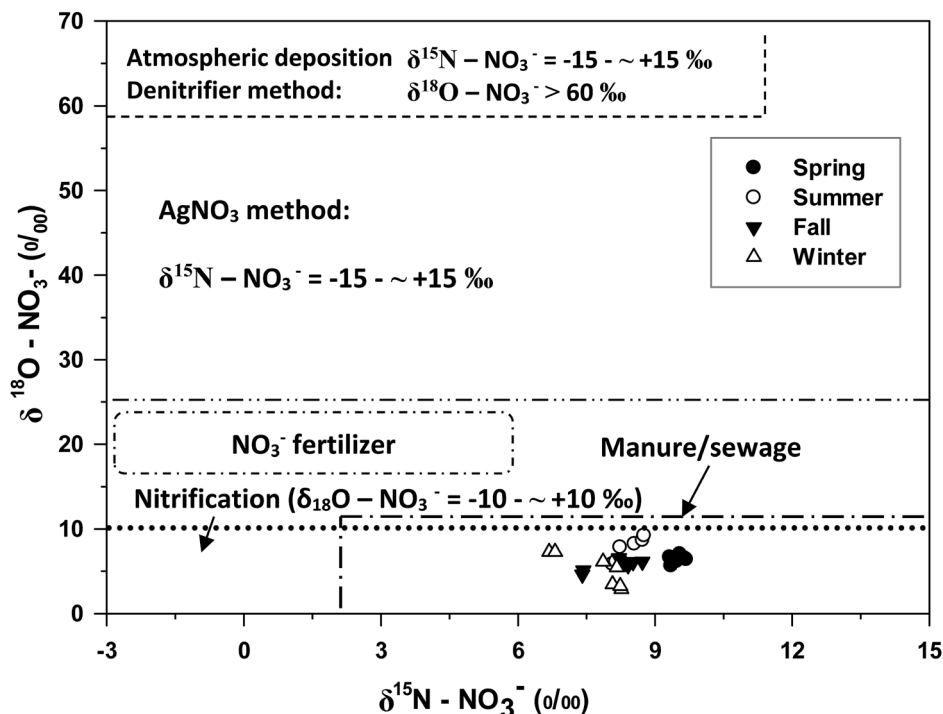 Atmospheric deposition δ¹⁵N – NO₃⁻ = -15 - ~ +15 ‰
Denitrifier method: δ¹⁸O – NO₃⁻ > 60 ‰
Spring
Summer
Fall
Winter
AgNO₃ method:
δ¹⁵N – NO₃⁻ = -15 - ~ +15 ‰
NO₃⁻ fertilizer
Manure/sewage
Nitrification (δ₁₈O – NO₃⁻ = -10 - ~ +10 ‰)
70
60
50
40
30
20
10
0
δ ¹⁸O - NO₃- (0/00)
-3 0 3 6 9 12 15
δ¹⁵N - NO₃⁻ (0/00)